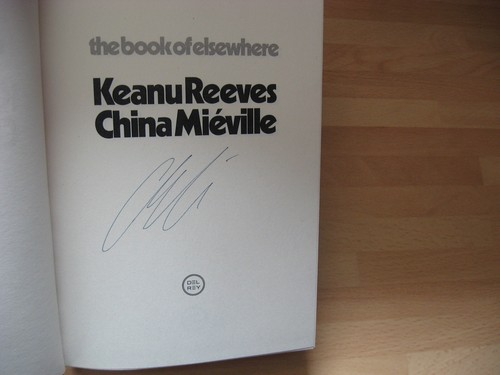 the book of elsewhere
Keanu Reeves
China Miéville
DEL
REY